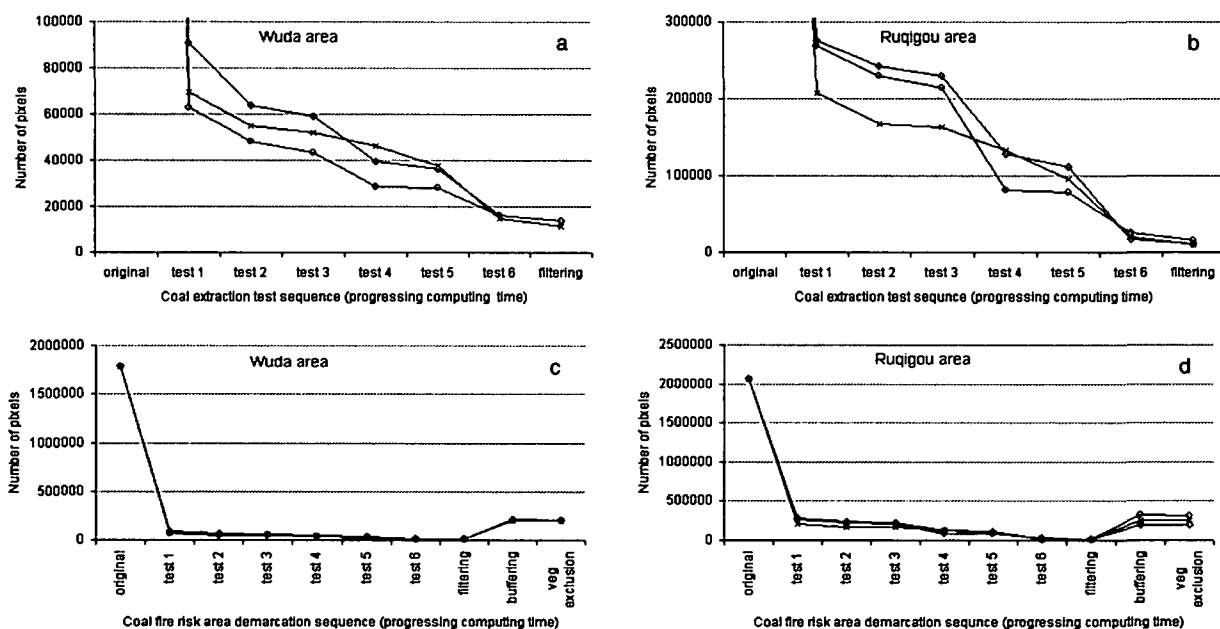 Wuda area
a
100000
80000
60000
40000
20000
0
Number of pixels
original
test 1
test 2
test 3
test 4
test 5
test 6
filtering
Coal extraction test sequence (progressing computing time)
Ruqigou area
b
300000
200000
100000
0
Number of pixels
original
test 1
test 2
test 3
test 4
test 5
test 6
filtering
Coal extraction test sequnce (progressing computing time)
Wuda area
c
2000000
1500000
1000000
500000
0
Number of pixels
original
test 1
test 2
test 3
test 4
test 5
test 6
filtering
buffering
veg
exclusion
Coal fire risk area demarcation sequence (progressing computing time)
Ruqigou area
d
2500000
2000000
1500000
1000000
500000
0
Number of pixels
original
test 1
test 2
test 3
test 4
test 5
test 6
filtering
buffering
veg
exclusion
Coal fire risk area demarcation sequnce (progressing computing time)